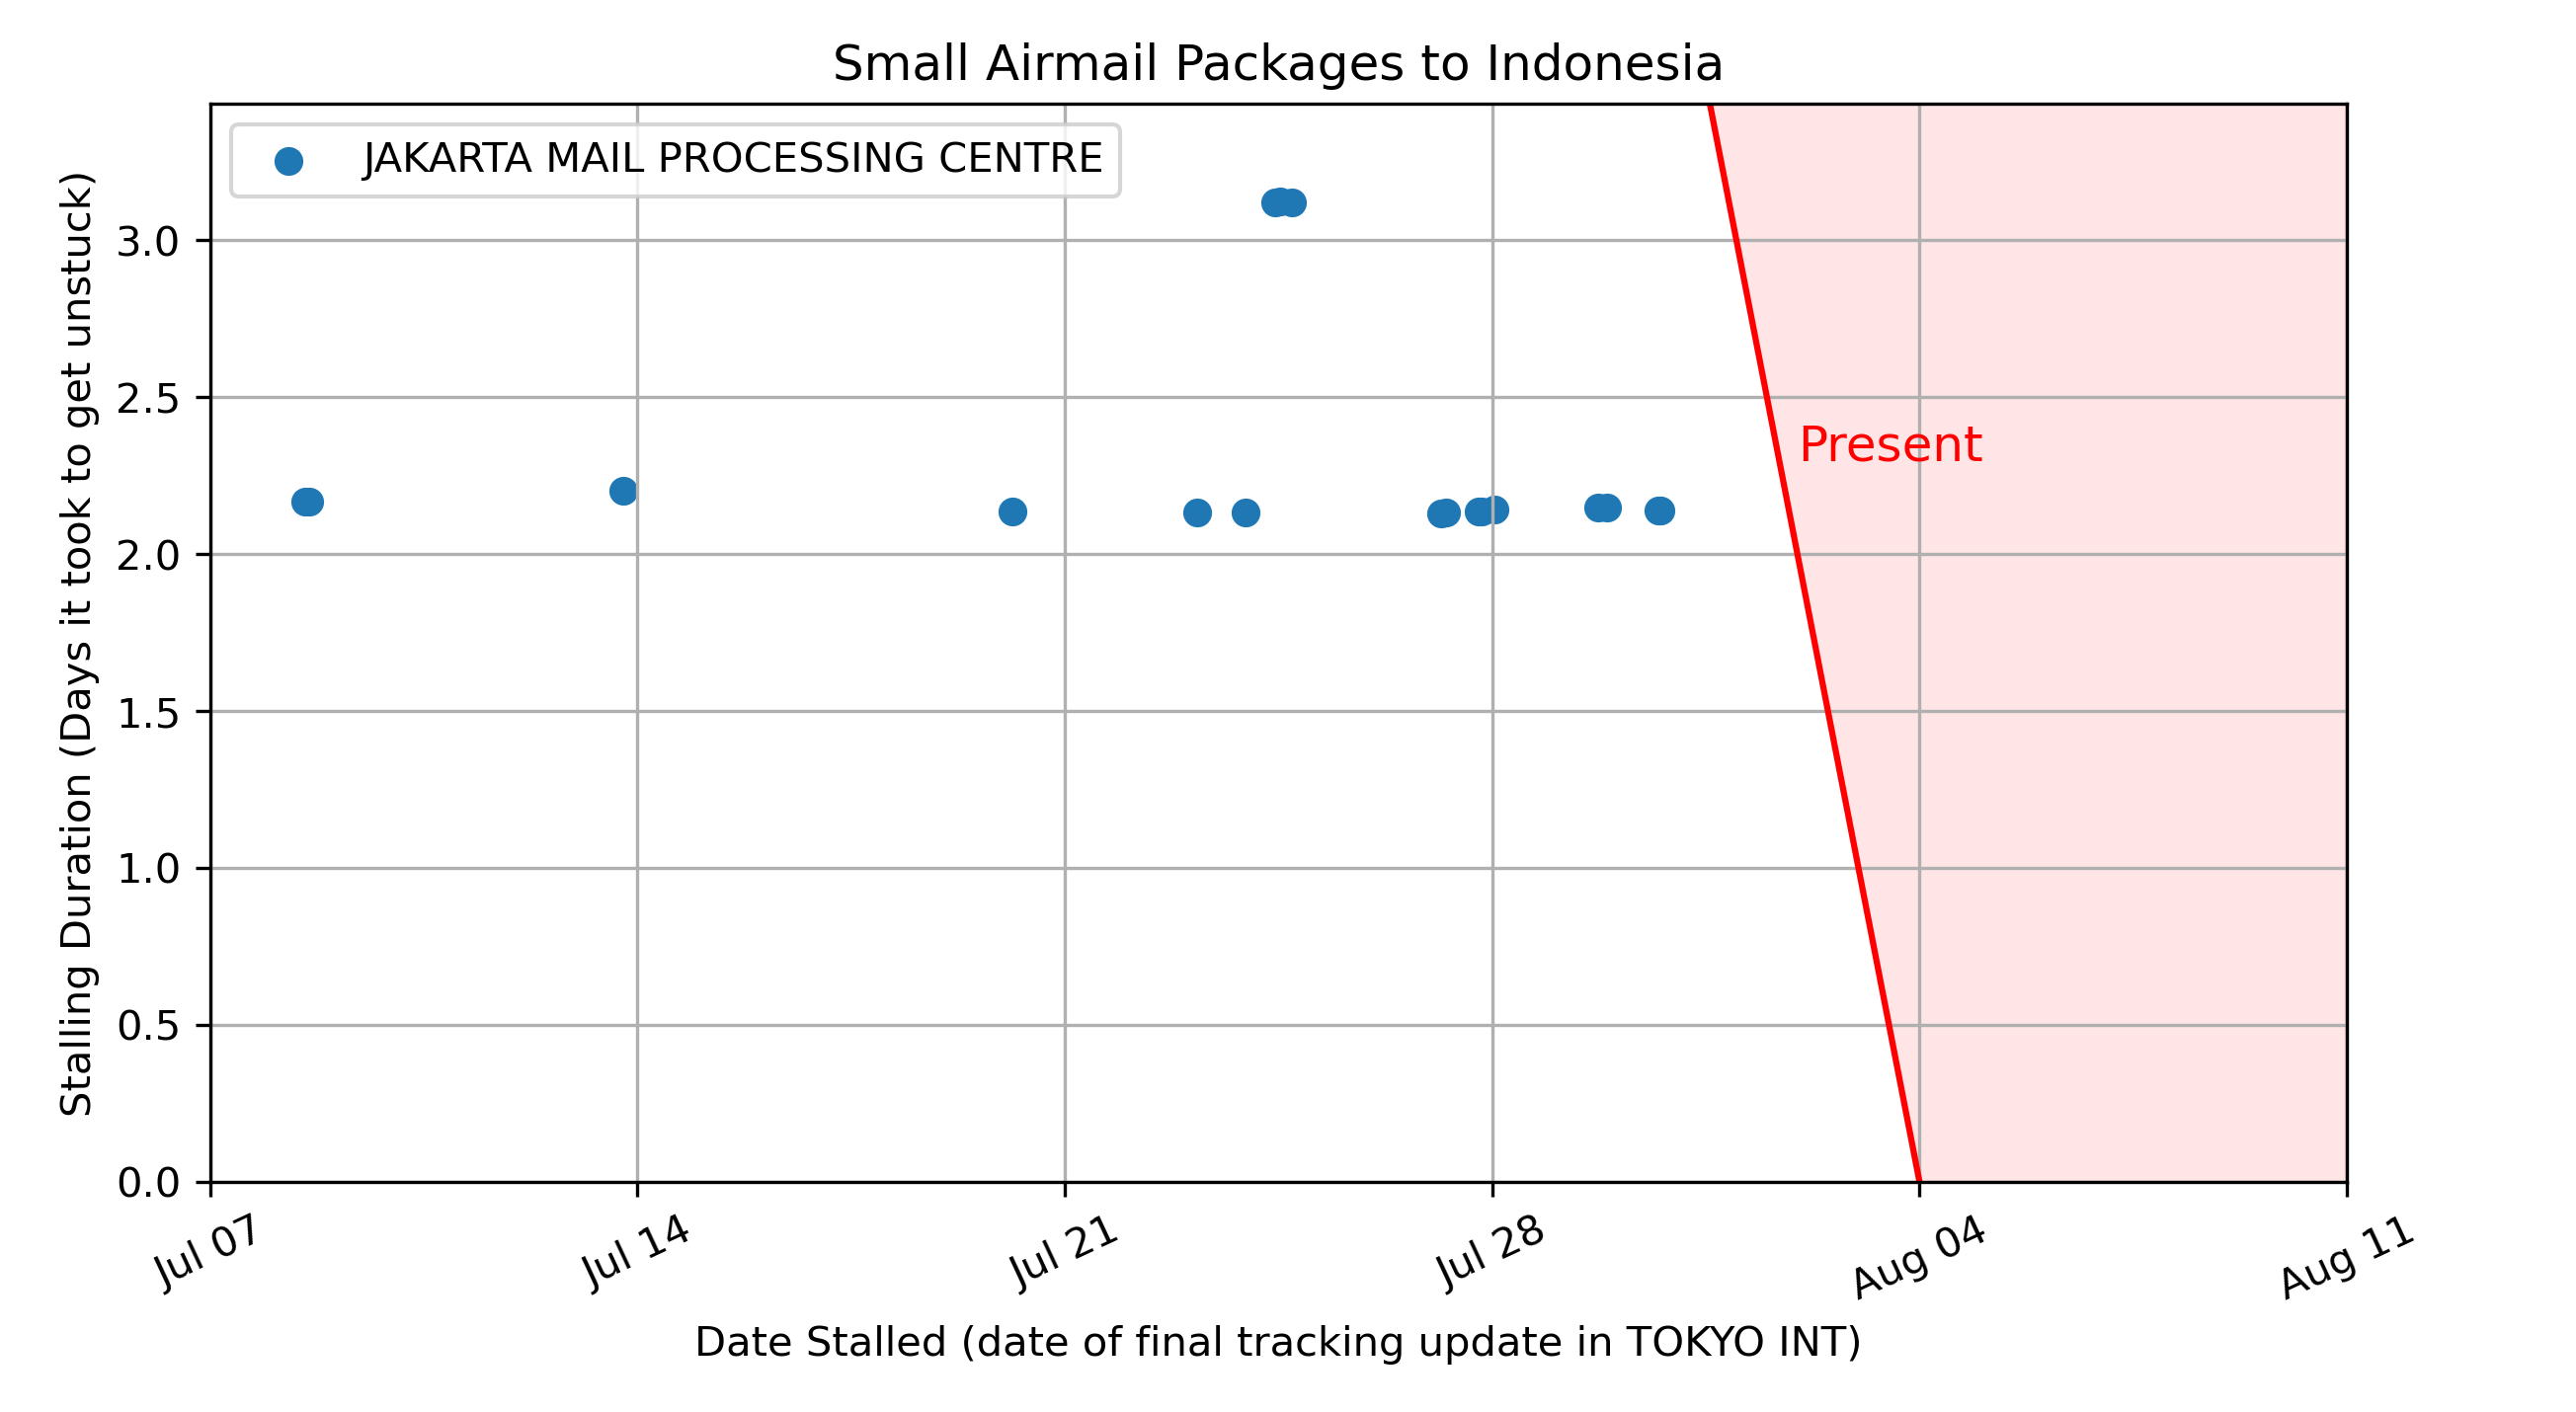 Small Airmail Packages to Indonesia
JAKARTA MAIL PROCESSING CENTRE
Stalling Duration (Days it took to get unstuck)
3.0
2.5
2.0
1.5
1.0
0.5
0.0
Present
Jul 07
Jul 14
Jul 21
Jul 28
Aug 04
Aug 11
Date Stalled (date of final tracking update in TOKYO INT)